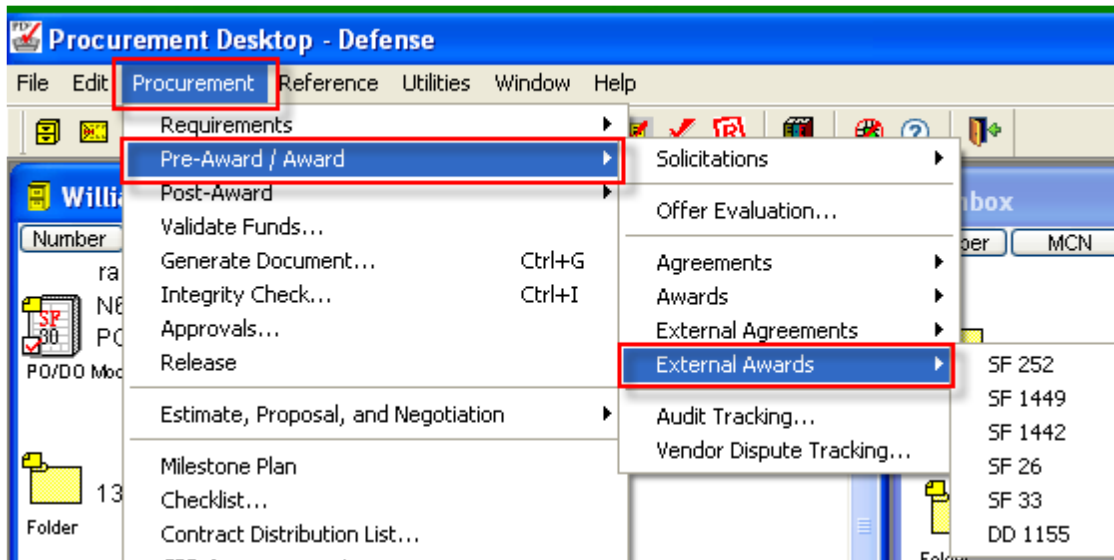 Procurement Desktop - Defense
File Edit Procurement Reference Utilities Window Help
Requirements
Pre-Award / Award
Post-Award
Validate Funds...
Generate Document... Ctrl+G
Integrity Check... Ctrl+I
Approvals...
Release
Estimate, Proposal, and Negotiation
Milestone Plan
Checklist...
Contract Distribution List...
Solicitations
Offer Evaluation...
Agreements
Awards
External Agreements
External Awards
Audit Tracking...
Vendor Dispute Tracking...
SF 252
SF 1449
SF 1442
SF 26
SF 33
DD 1155
Number
SF
30
PO/DO
13
Folder
MCN